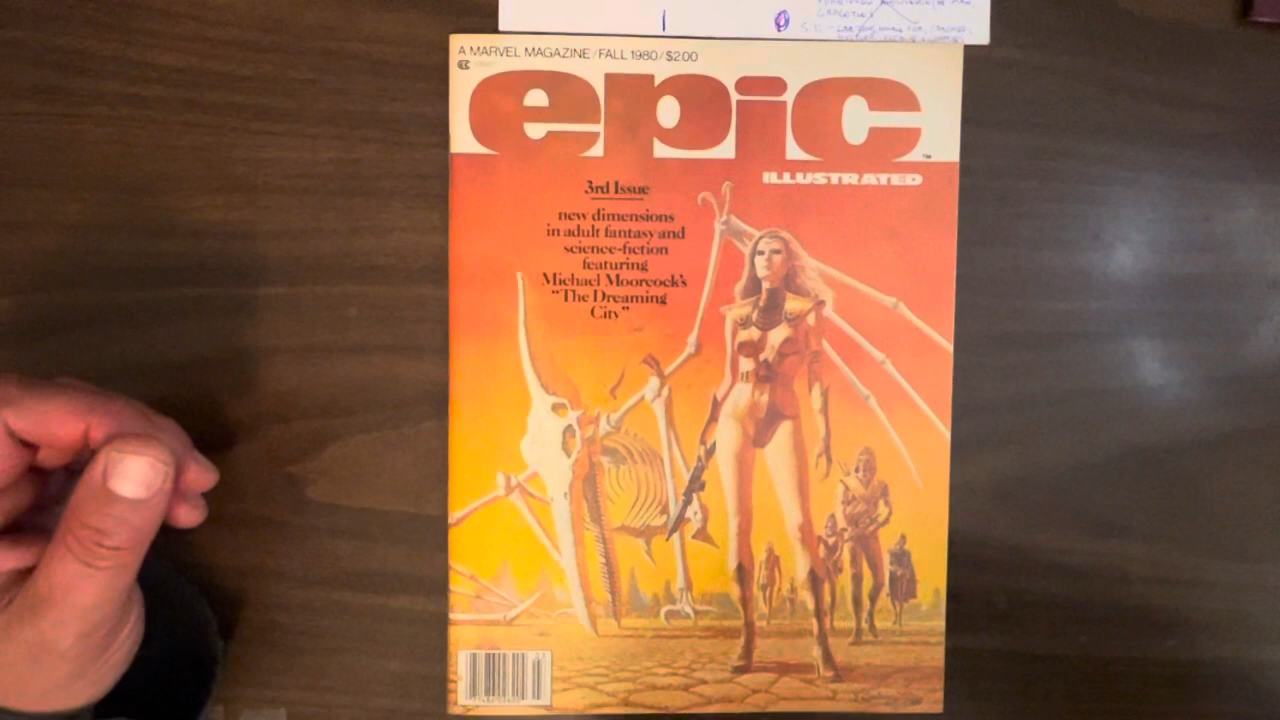 A MARVEL MAGAZINE/FALL 1980/$2.00
epic
TM
ILLUSTRATED
3rd Issue
new dimensions
in adult fantasy and
science-fiction
featuring
Michael Moorcock's
"The Dreaming
City"